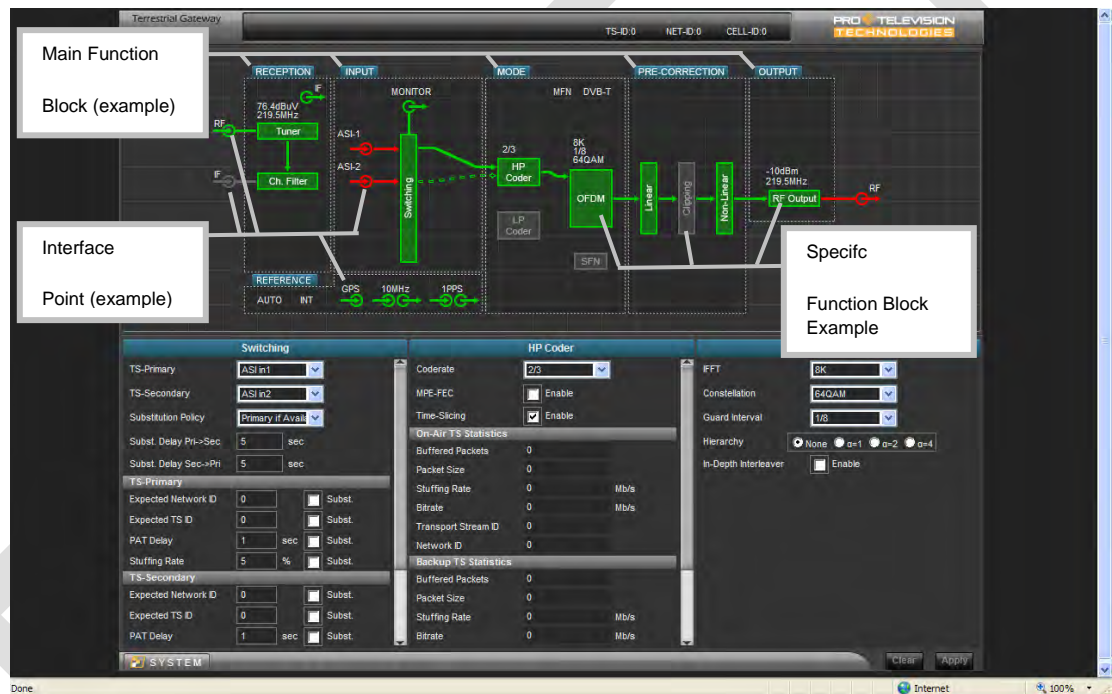 Terrestrial Gateway
TS-ID:0 NET-ID:0 CELL-ID:0
PRO TELEVISION
TECHNOLOGIES
Main Function
Block (example)
RECEPTION INPUT MODE PRE-CORRECTION OUTPUT
IF
MONITOR
MFN DVB-T
76.4dBuV
219.5MHz
RF
Tuner
ASI-1
ASI-2
IF
Ch. Filter
Switching
2/3
HP
Coder
LP
Coder
8K
1/8
64QAM
OFDM
SFN
Linear
Clipping
Non-Linear
-10dBm
219.5MHz
RF Output
RF
Interface
Point (example)
Specifc
Function Block
Example
REFERENCE
AUTO INT
GPS 10MHz 1PPS
Switching
TS-Primary ASI in1
TS-Secondary ASI in2
Substitution Policy Primary if Availa
Subst. Delay Pri->Sec 5 sec
Subst. Delay Sec->Pri 5 sec
TS-Primary
Expected Network ID 0 Subst.
Expected TS ID 0 Subst.
PAT Delay 1 sec Subst.
Stuffing Rate 5 % Subst.
TS-Secondary
Expected Network ID 0 Subst.
Expected TS ID 0 Subst.
PAT Delay 1 sec Subst.
HP Coder
Coderate 2/3
MPE-FEC Enable
Time-Slicing Enable
On-Air TS Statistics
Buffered Packets 0
Packet Size 0
Stuffing Rate 0 Mb/s
Bitrate 0 Mb/s
Transport Stream ID 0
Network ID 0
Backup TS Statistics
Buffered Packets 0
Packet Size 0
Stuffing Rate 0 Mb/s
Bitrate 0 Mb/s
IFFT 8K
Constellation 64QAM
Guard Interval 1/8
Hierarchy None α=1 α=2 α=4
In-Depth Interleaver Enable
SYSTEM
Clear Apply
Done Internet 100%